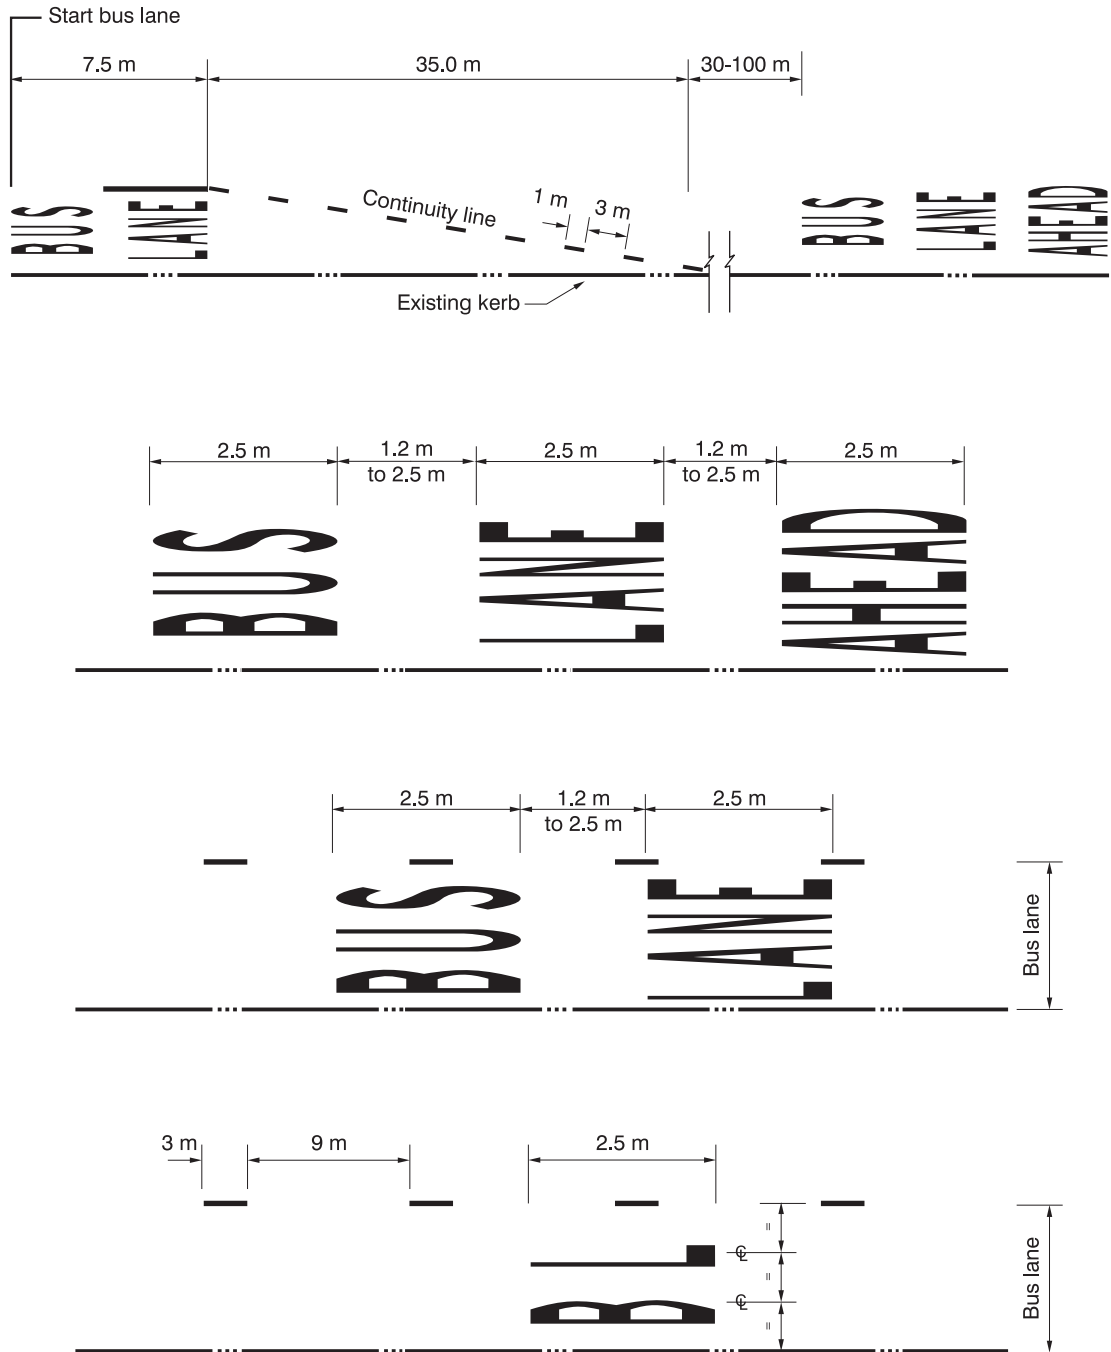 Start bus lane
7.5 m
35.0 m
30-100 m
Continuity line
1 m
3 m
BUS
LANE
BUS
LANE
AHEAD
Existing kerb
2.5 m
1.2 m
to 2.5 m
2.5 m
1.2 m
to 2.5 m
2.5 m
BUS
LANE
AHEAD
2.5 m
1.2 m
to 2.5 m
2.5 m
BUS
LANE
Bus lane
3 m
9 m
2.5 m
=
℄
=
℄
=
BL
Bus lane